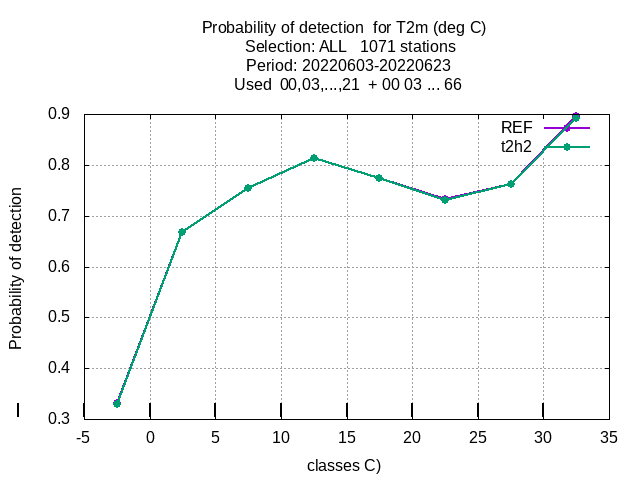 Probability of detection  for T2m (deg C)
Selection: ALL   1071 stations
Period: 20220603-20220623
Used  00,03,...,21  + 00 03 ... 66
REF
t2h2
Probability of detection
0.9
0.8
0.7
0.6
0.5
0.4
0.3
-5
0
5
10
15
20
25
30
35
classes C)